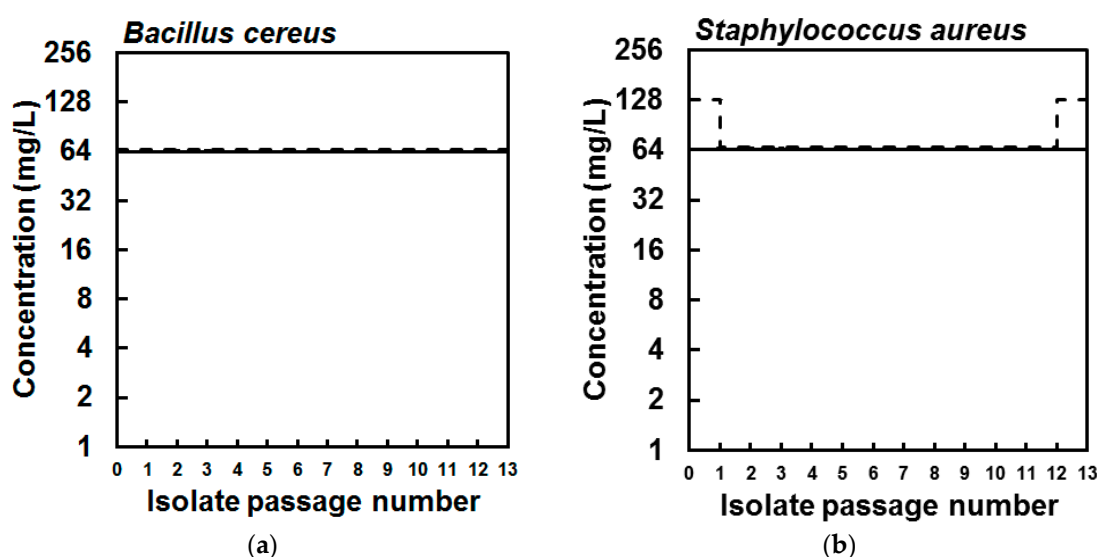 Bacillus cereus
Concentration (mg/L)
256
128
64
32
16
8
4
2
1
0 1 2 3 4 5 6 7 8 9 10 11 12 13
Isolate passage number
(a)
Staphylococcus aureus
Concentration (mg/L)
256
128
64
32
16
8
4
2
1
0 1 2 3 4 5 6 7 8 9 10 11 12 13
Isolate passage number
(b)